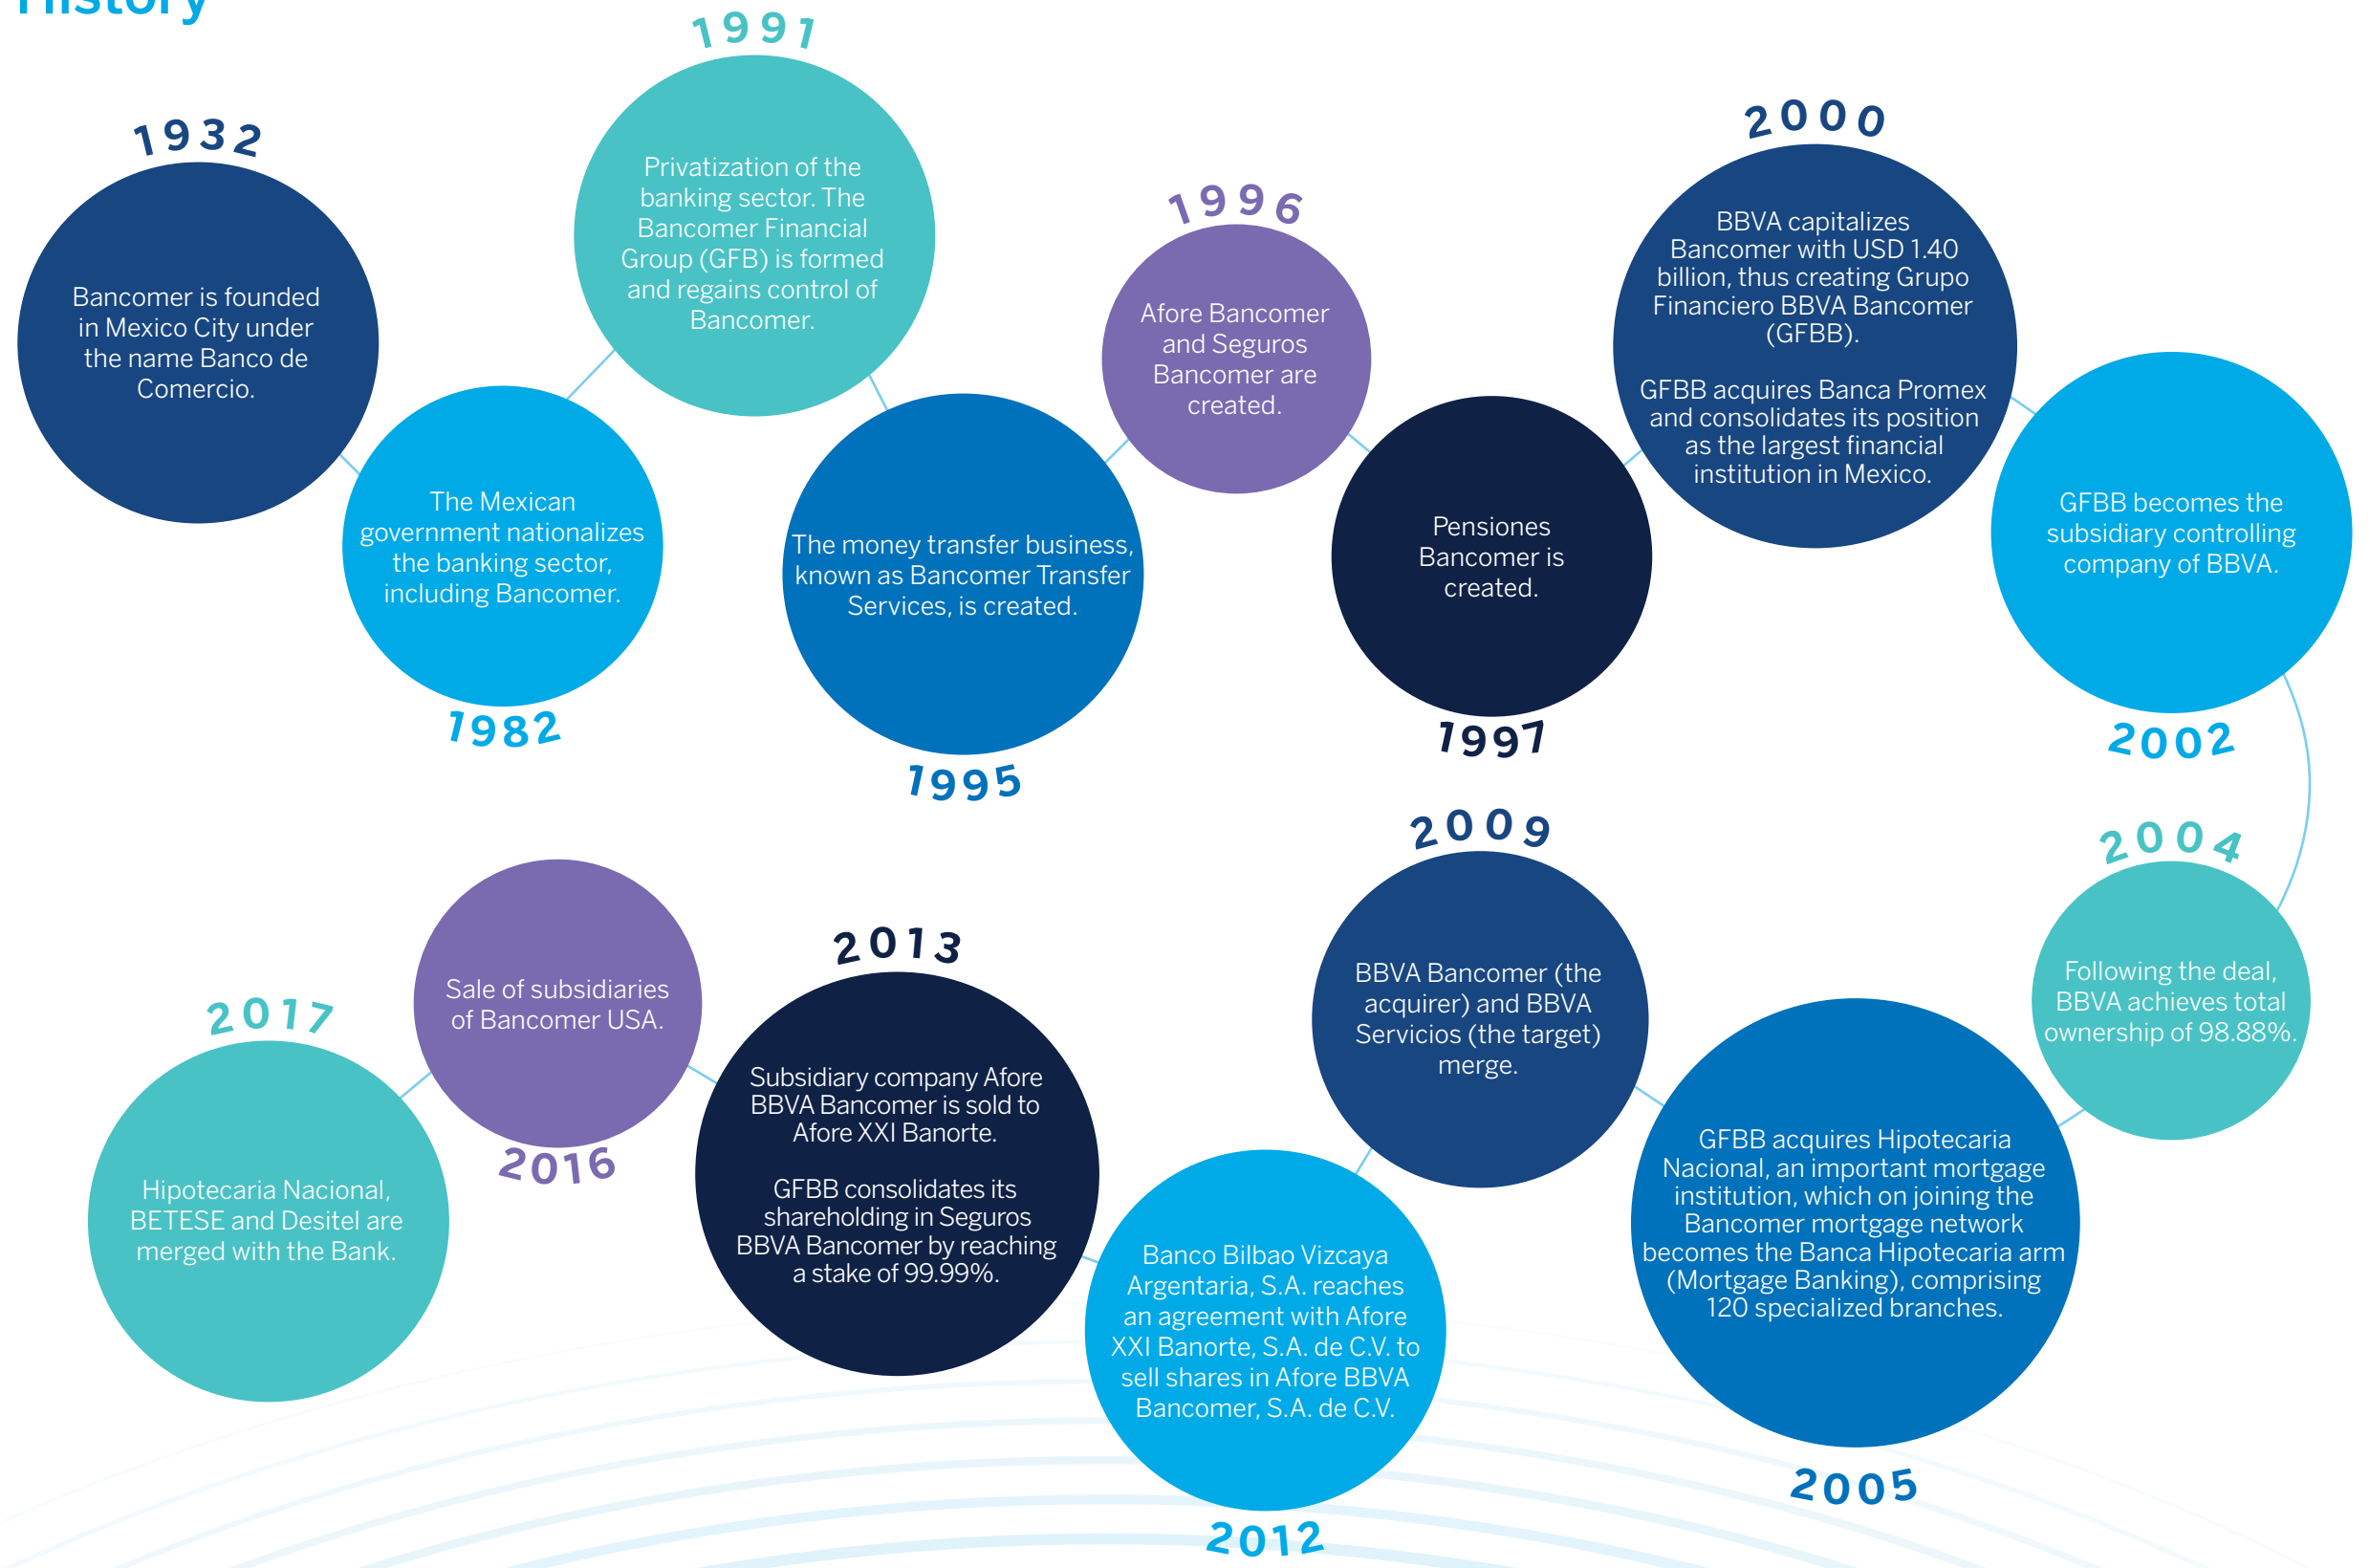 History
1932
Bancomer is founded
in Mexico City under
the name Banco de
Comercio.
The Mexican
government nationalizes
the banking sector,
including Bancomer.
1982
1991
Privatization of the
banking sector. The
Bancomer Financial
Group (GFB) is formed
and regains control of
Bancomer.
The money transfer business,
known as Bancomer Transfer
Services, is created.
1995
1996
Afore Bancomer
and Seguros
Bancomer are
created.
Pensiones
Bancomer is
created.
1997
2000
BBVA capitalizes
Bancomer with USD 1.40
billion, thus creating Grupo
Financiero BBVA Bancomer
(GFBB).
GFBB acquires Banca Promex
and consolidates its position
as the largest financial
institution in Mexico.
GFBB becomes the
subsidiary controlling
company of BBVA.
2002
2004
Following the deal,
BBVA achieves total
ownership of 98.88%.
GFBB acquires Hipotecaria
Nacional, an important mortgage
institution, which on joining the
Bancomer mortgage network
becomes the Banca Hipotecaria arm
(Mortgage Banking), comprising
120 specialized branches.
2005
2009
BBVA Bancomer (the
acquirer) and BBVA
Servicios (the target)
merge.
Banco Bilbao Vizcaya
Argentaria, S.A. reaches
an agreement with Afore
XXI Banorte, S.A. de C.V. to
sell shares in Afore BBVA
Bancomer, S.A. de C.V.
2012
2013
Subsidiary company Afore
BBVA Bancomer is sold to
Afore XXI Banorte.
GFBB consolidates its
shareholding in Seguros
BBVA Bancomer by reaching
a stake of 99.99%.
Sale of subsidiaries
of Bancomer USA.
2016
2017
Hipotecaria Nacional,
BETESE and Desitel are
merged with the Bank.